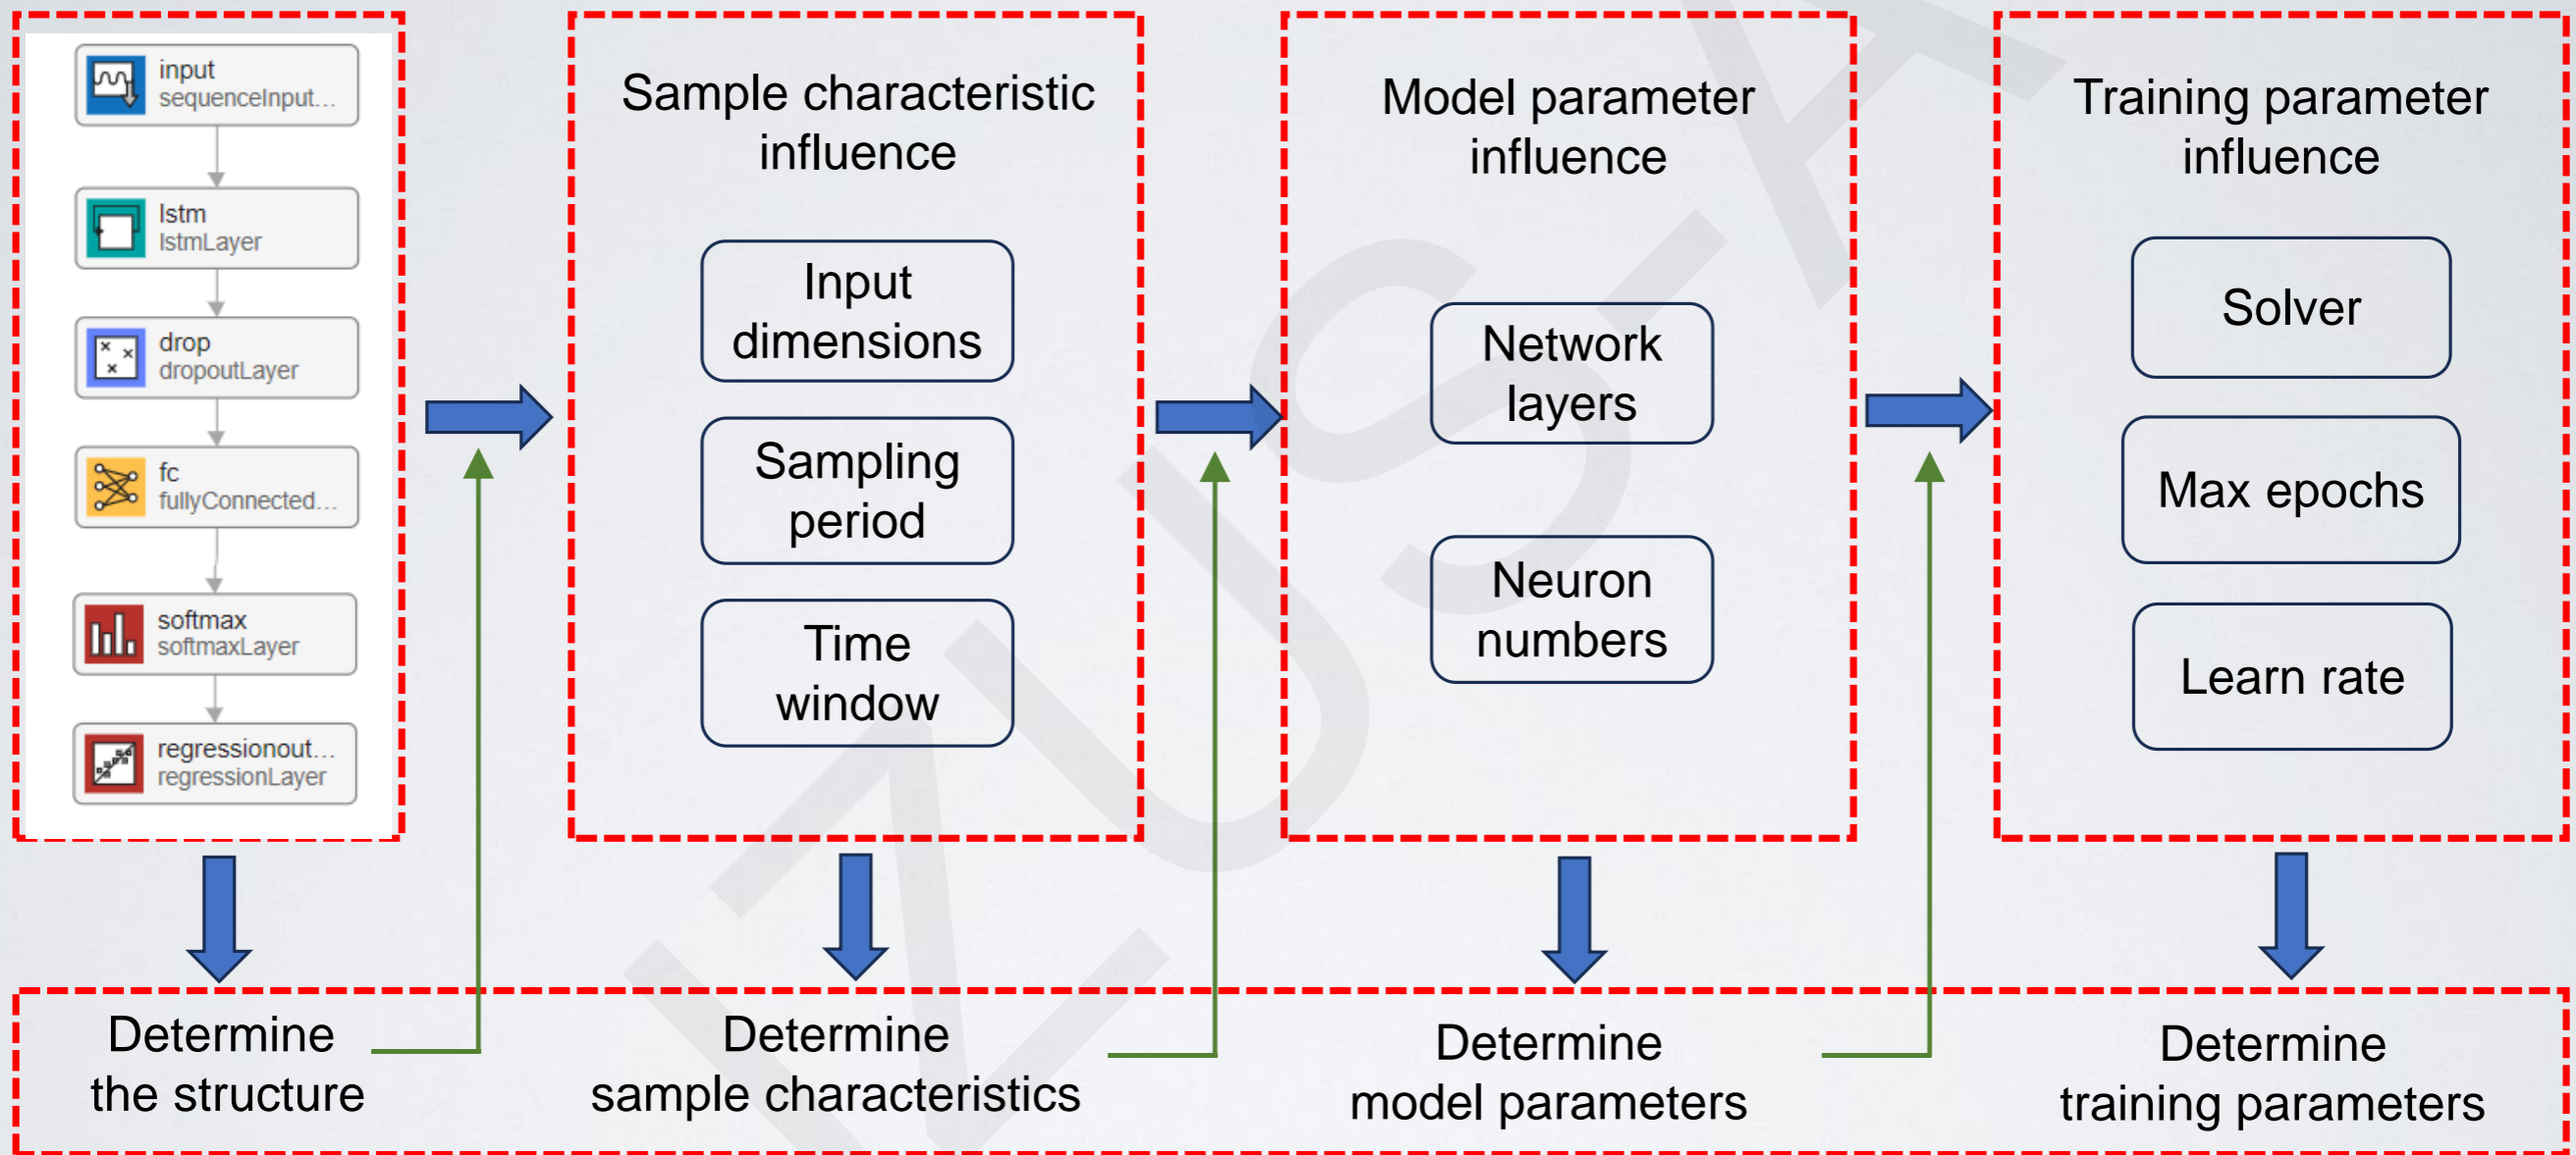 input
sequenceInput...
lstm
lstmLayer
drop
dropoutLayer
fc
fullyConnected...
softmax
softmaxLayer
regressionout...
regressionLayer
Sample characteristic
influence
Input
dimensions
Sampling
period
Time
window
Model parameter
influence
Network
layers
Neuron
numbers
Training parameter
influence
Solver
Max epochs
Learn rate
Determine
the structure
Determine
sample characteristics
Determine
model parameters
Determine
training parameters
ZUS-A